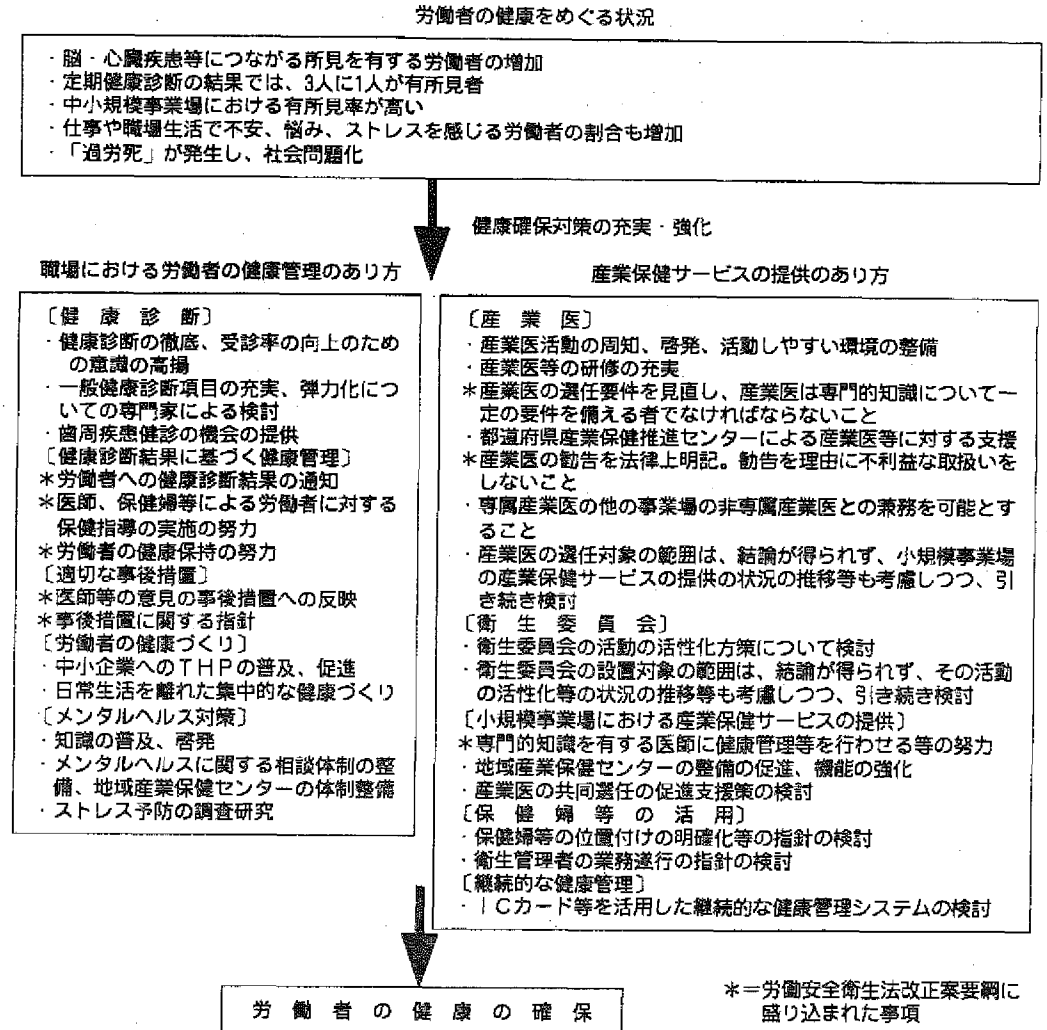 労働者の健康をめぐる状況
・脳・心臓疾患等につながる所見を有する労働者の増加
・定期健康診断の結果では、3人に1人が有所見者
・中小規模事業場における有所見率が高い
・仕事や職場生活で不安、悩み、ストレスを感じる労働者の割合も増加
・「過労死」が発生し、社会問題化
健康確保対策の充実・強化
職場における労働者の健康管理のあり方
〔健康診断〕
・健康診断の徹底、受診率の向上のため
の意識の高揚
・一般健康診断項目の充実、弾力化につ
いての専門家による検討
・歯周疾患健診の機会の提供
〔健康診断結果に基づく健康管理〕
＊労働者への健康診断結果の通知
＊医師、保健婦等による労働者に対する
保健指導の実施の努力
＊労働者の健康保持の努力
〔適切な事後措置〕
＊医師等の意見の事後措置への反映
＊事後措置に関する指針
〔労働者の健康づくり〕
・中小企業へのTHPの普及、促進
・日常生活を離れた集中的な健康づくり
〔メンタルヘルス対策〕
・知識の普及、啓発
・メンタルヘルスに関する相談体制の整
備、地域産業保健センターの体制整備
・ストレス予防の調査研究
産業保健サービスの提供のあり方
〔産業医〕
・産業医活動の周知、啓発、活動しやすい環境の整備
・産業医等の研修の充実
＊産業医の選任要件を見直し、産業医は専門的知識について一
定の要件を備える者でなければならないこと
・都道府県産業保健推進センターによる産業医等に対する支援
＊産業医の勧告を法律上明記。勧告を理由に不利益な取扱いを
しないこと
・専属産業医の他の事業場の非専属産業医との兼務を可能とす
ること
・産業医の選任対象の範囲は、結論が得られず、小規模事業場
の産業保健サービスの提供の状況の推移等も考慮しつつ、引
き続き検討
〔衛生委員会〕
・衛生委員会の活動の活性化方策について検討
・衛生委員会の設置対象の範囲は、結論が得られず、その活動
の活性化等の状況の推移等も考慮しつつ、引き続き検討
〔小規模事業場における産業保健サービスの提供〕
＊専門的知識を有する医師に健康管理等を行わせる等の努力
・地域産業保健センターの整備の促進、機能の強化
・産業医の共同選任の促進支援策の検討
〔保健婦等の活用〕
・保健婦等の位置付けの明確化等の指針の検討
・衛生管理者の業務遂行の指針の検討
〔継続的な健康管理〕
・ICカード等を活用した継続的な健康管理システムの検討
労働者の健康の確保
＊＝労働安全衛生法改正案要綱に
盛り込まれた事項